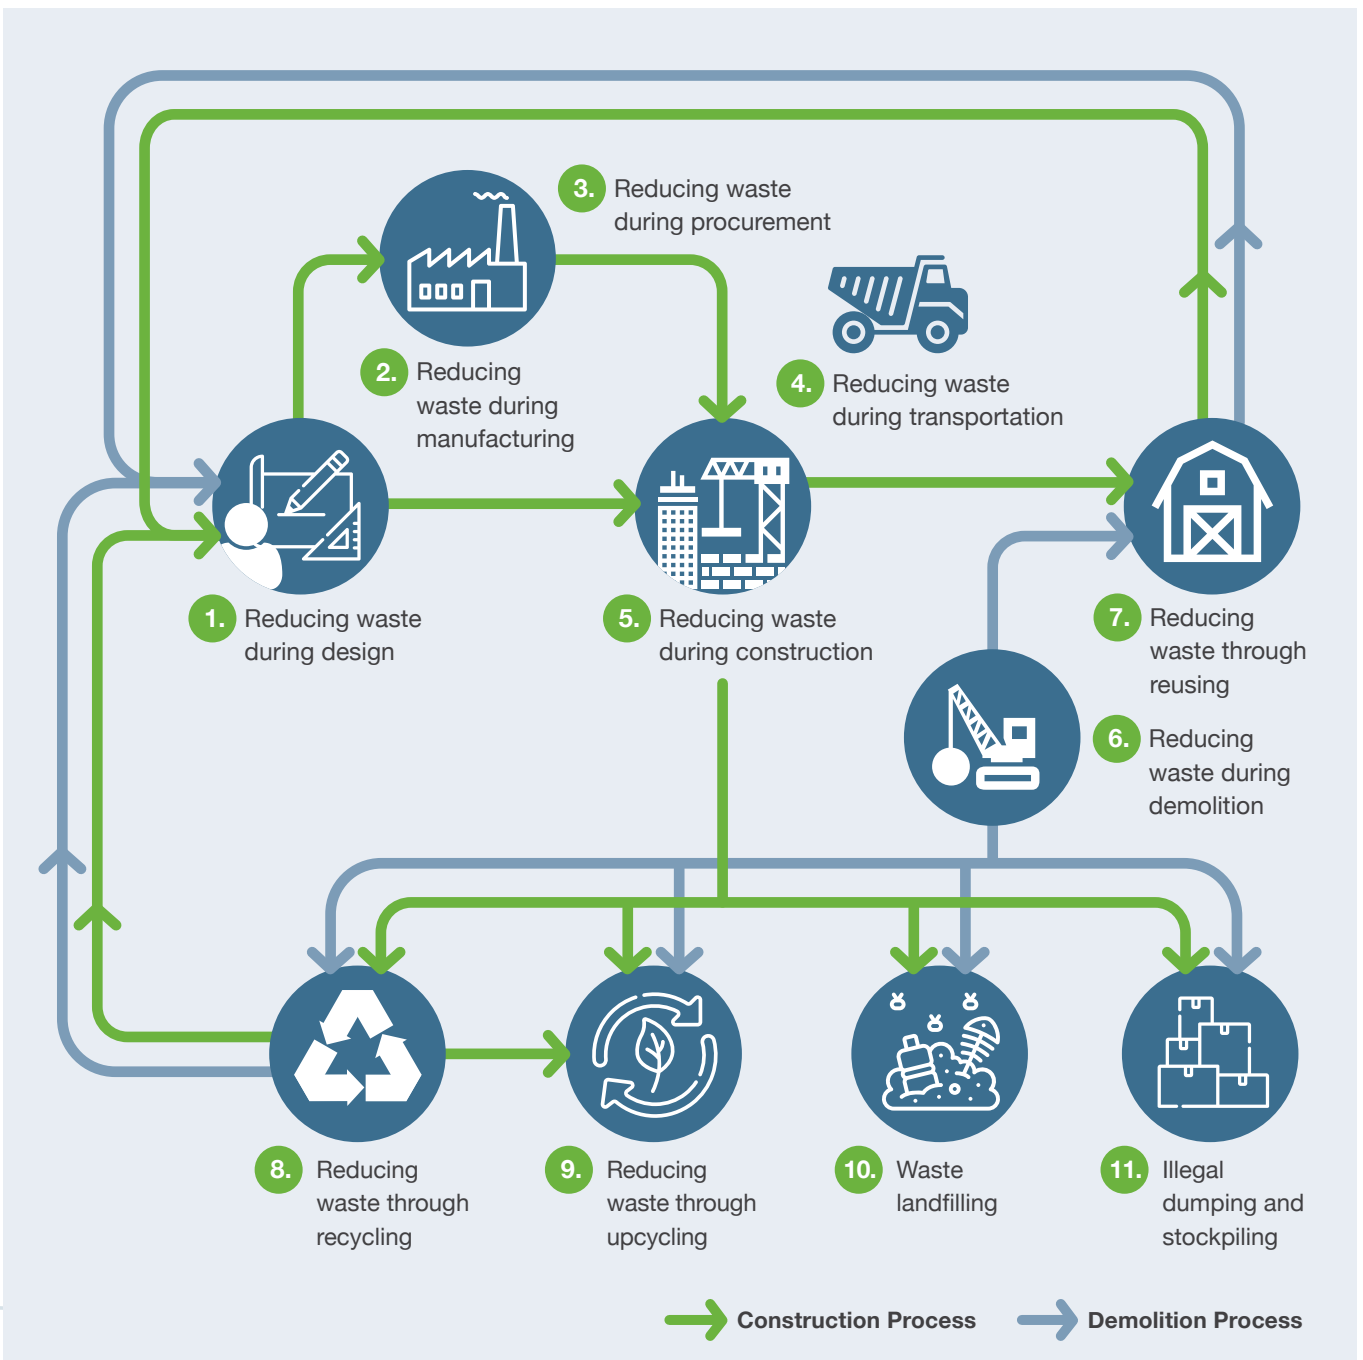 3. Reducing waste
during procurement
2. Reducing
waste during
manufacturing
4. Reducing waste
during transportation
1. Reducing waste
during design
5. Reducing waste
during construction
7. Reducing
waste through
reusing
6. Reducing
waste during
demolition
8. Reducing
waste through
recycling
9. Reducing
waste through
upcycling
10. Waste
landfilling
11. Illegal
dumping and
stockpiling
Construction Process
Demolition Process